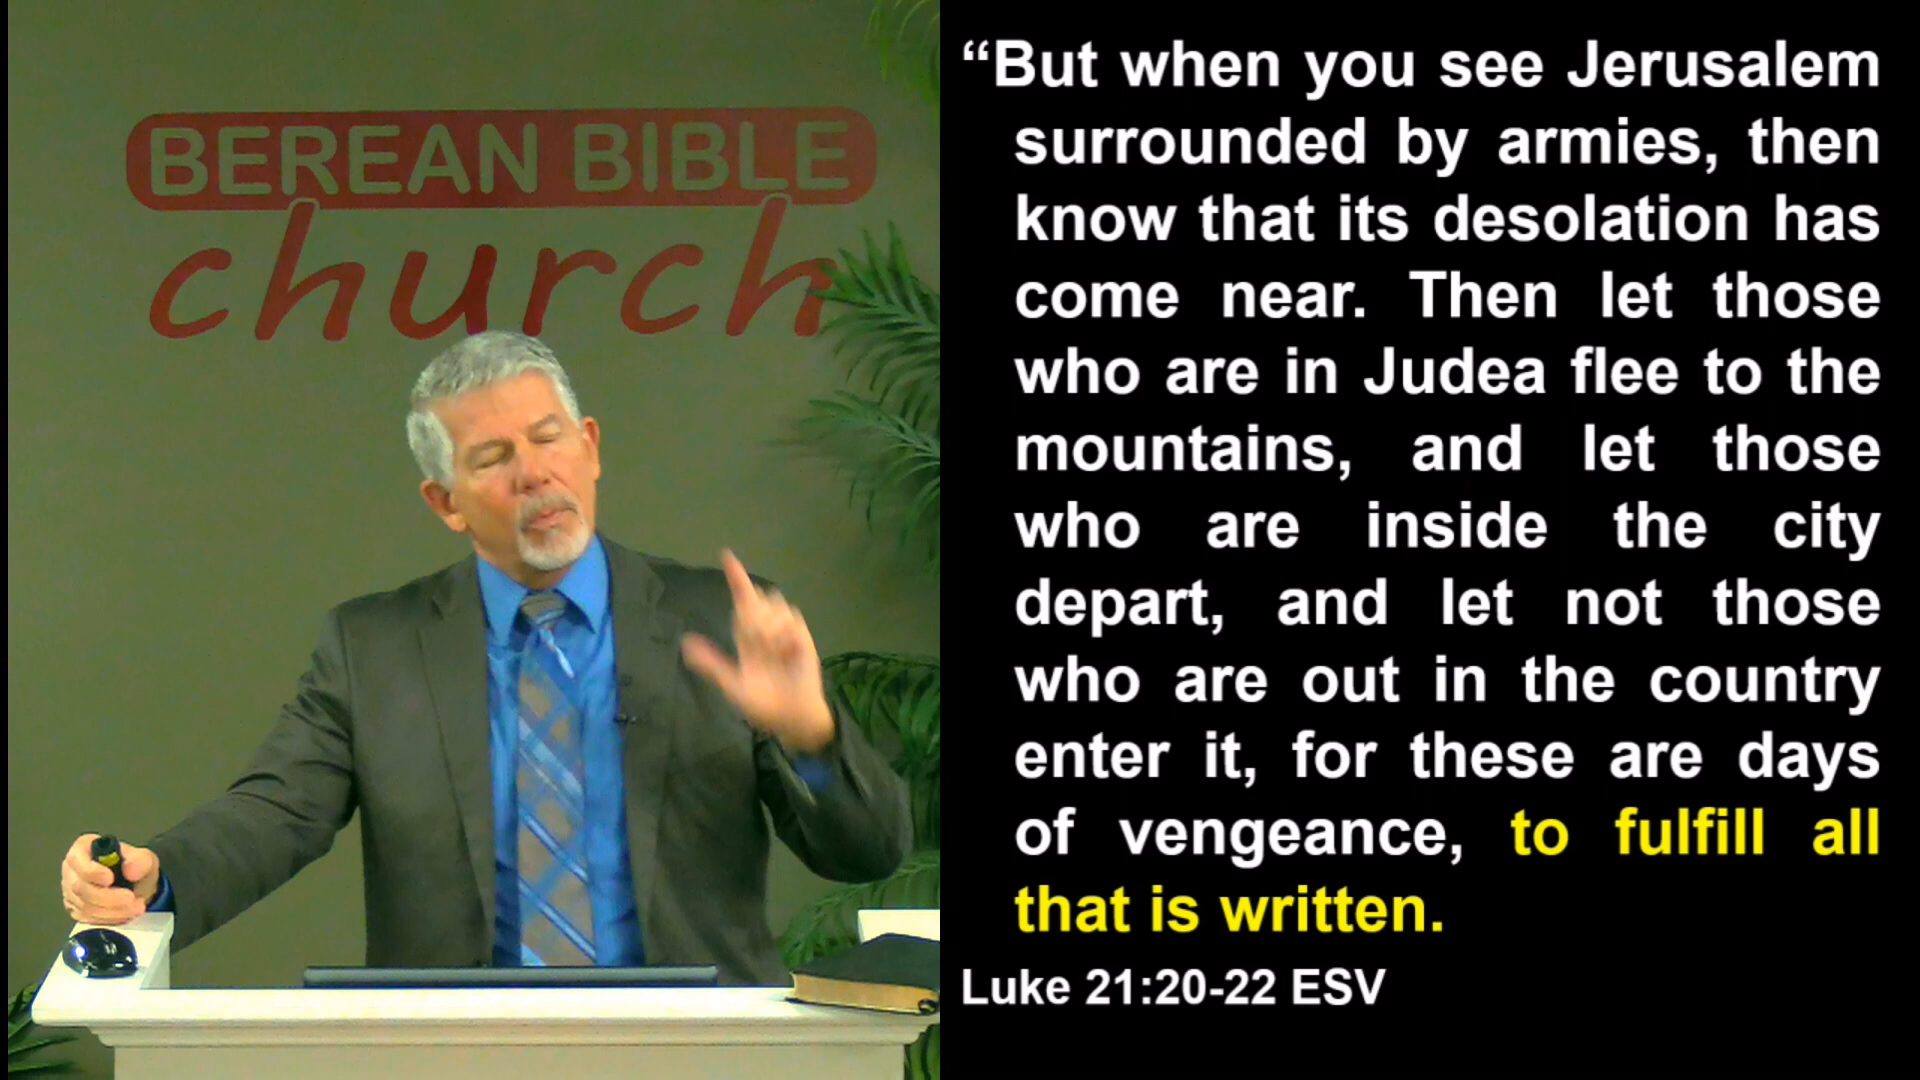 BEREAN BIBLE
church
“But when you see Jerusalem
surrounded by armies, then
know that its desolation has
come near. Then let those
who are in Judea flee to the
mountains, and let those
who are inside the city
depart, and let not those
who are out in the country
enter it, for these are days
of vengeance, to fulfill all
that is written.
Luke 21:20-22 ESV